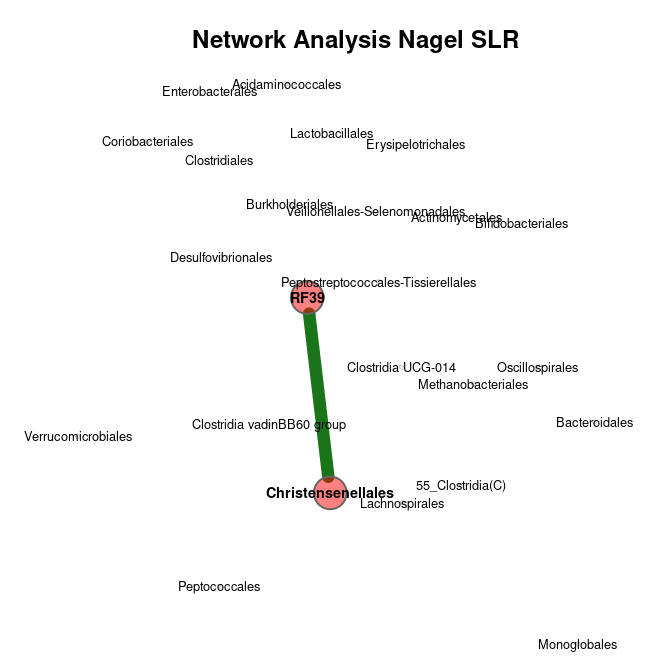 Network Analysis Nagel SLR
Acidaminococcales
Enterobacterales
Lactobacillales
Coriobacteriales
Erysipelotrichales
Clostridiales
Burkholderiales
Veillonellales-Selenomonadales
Actinomycetales
Bifidobacteriales
Desulfovibrionales
Peptostreptococcales-Tissierellales
RF39
Clostridia UCG-014
Oscillospirales
Methanobacteriales
Bacteroidales
Clostridia vadinBB60 group
Verrucomicrobiales
55_Clostridia(C)
Christensenellales
Lachnospirales
Peptococcales
Monoglobales